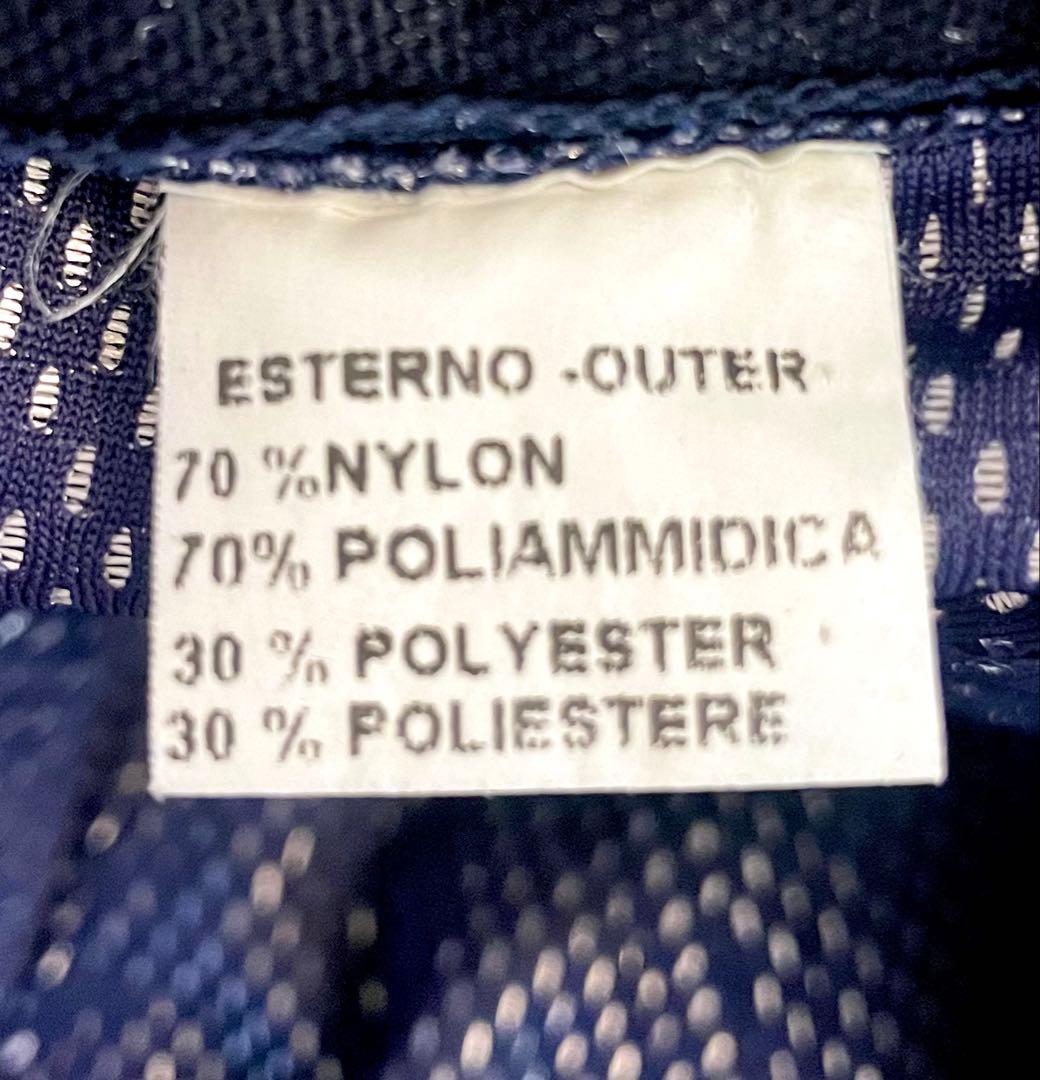 ESTERNO -OUTER
70 %NYLON
70% POLIAMMIDICA
30 % POLYESTER
30 % POLIESTERE